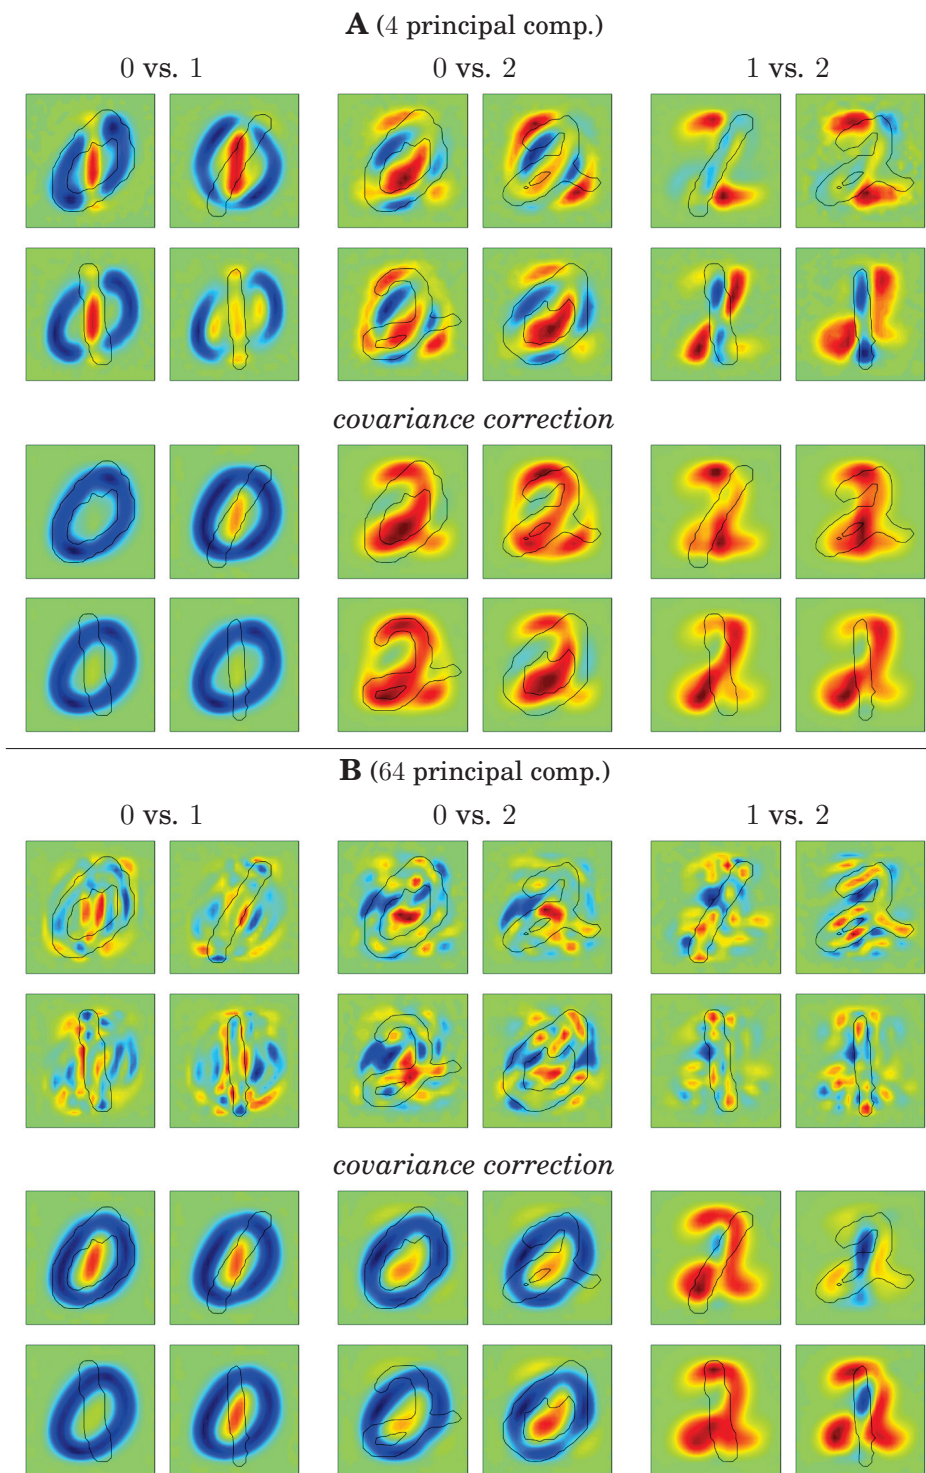 A (4 principal comp.)
0 vs. 1 0 vs. 2 1 vs. 2
covariance correction
B (64 principal comp.)
0 vs. 1 0 vs. 2 1 vs. 2
covariance correction